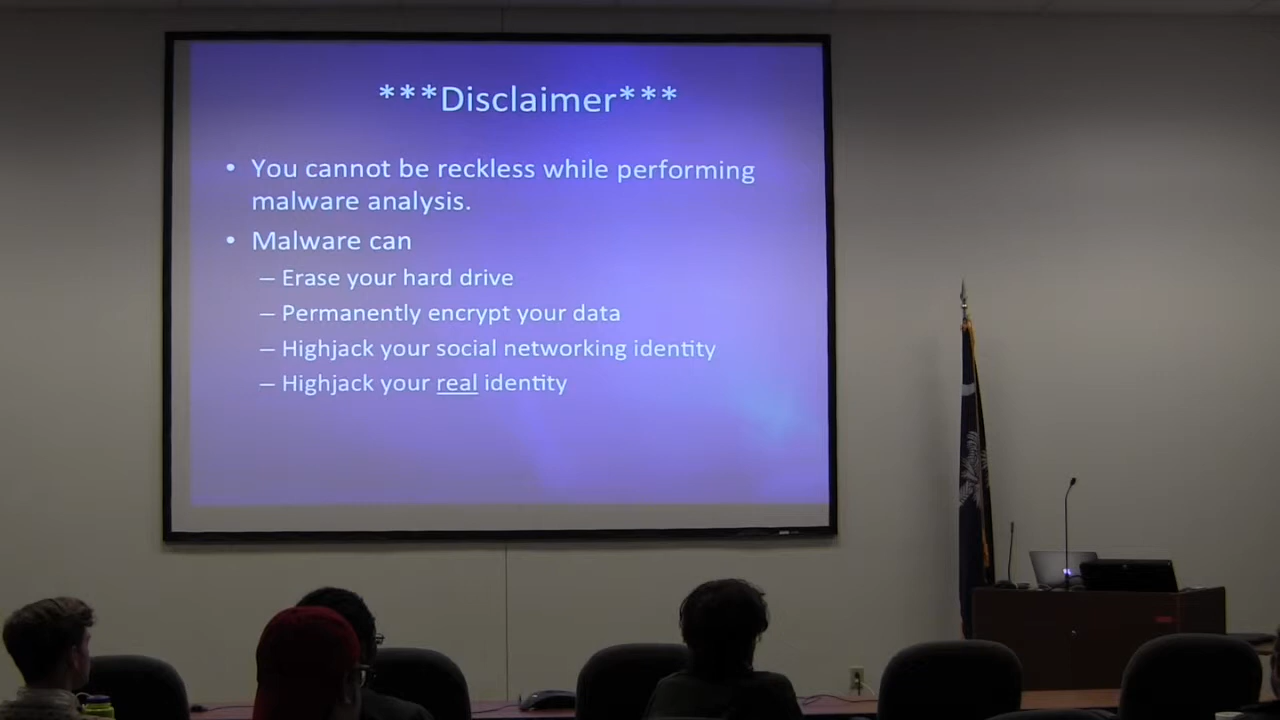 ***Disclaimer***
• You cannot be reckless while performing
malware analysis.
• Malware can
– Erase your hard drive
– Permanently encrypt your data
– Highjack your social networking identity
– Highjack your real identity